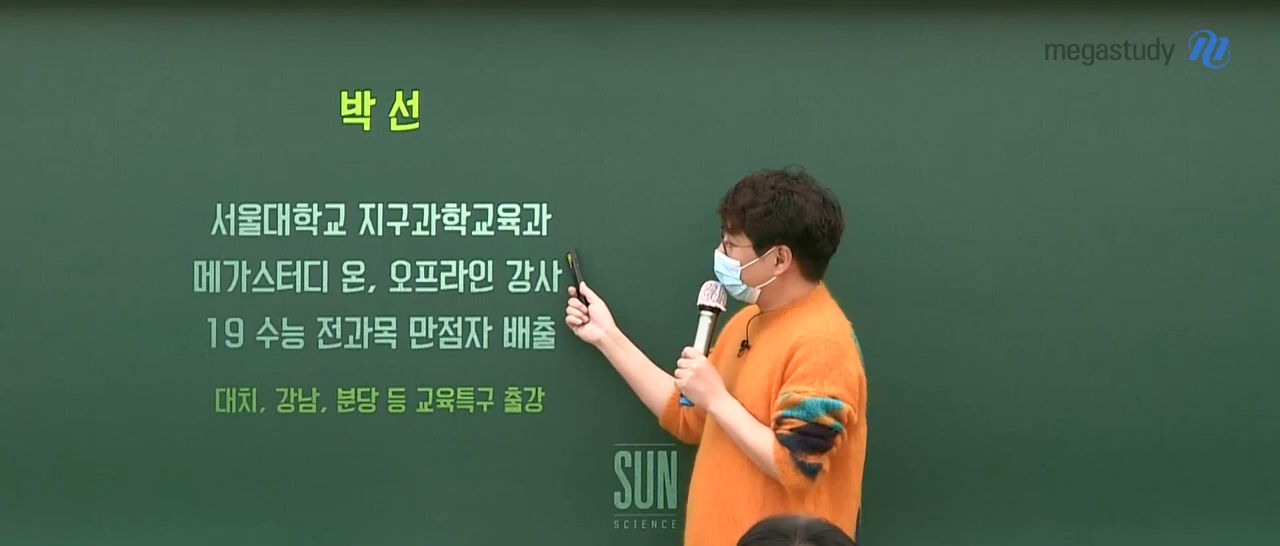 megastudy
박선
서울대학교 지구과학교육과
메가스터디 온, 오프라인 강사
19 수능 전과목 만점자 배출
대치, 강남, 분당 등 교육특구 출강
SUN
SCIENCE